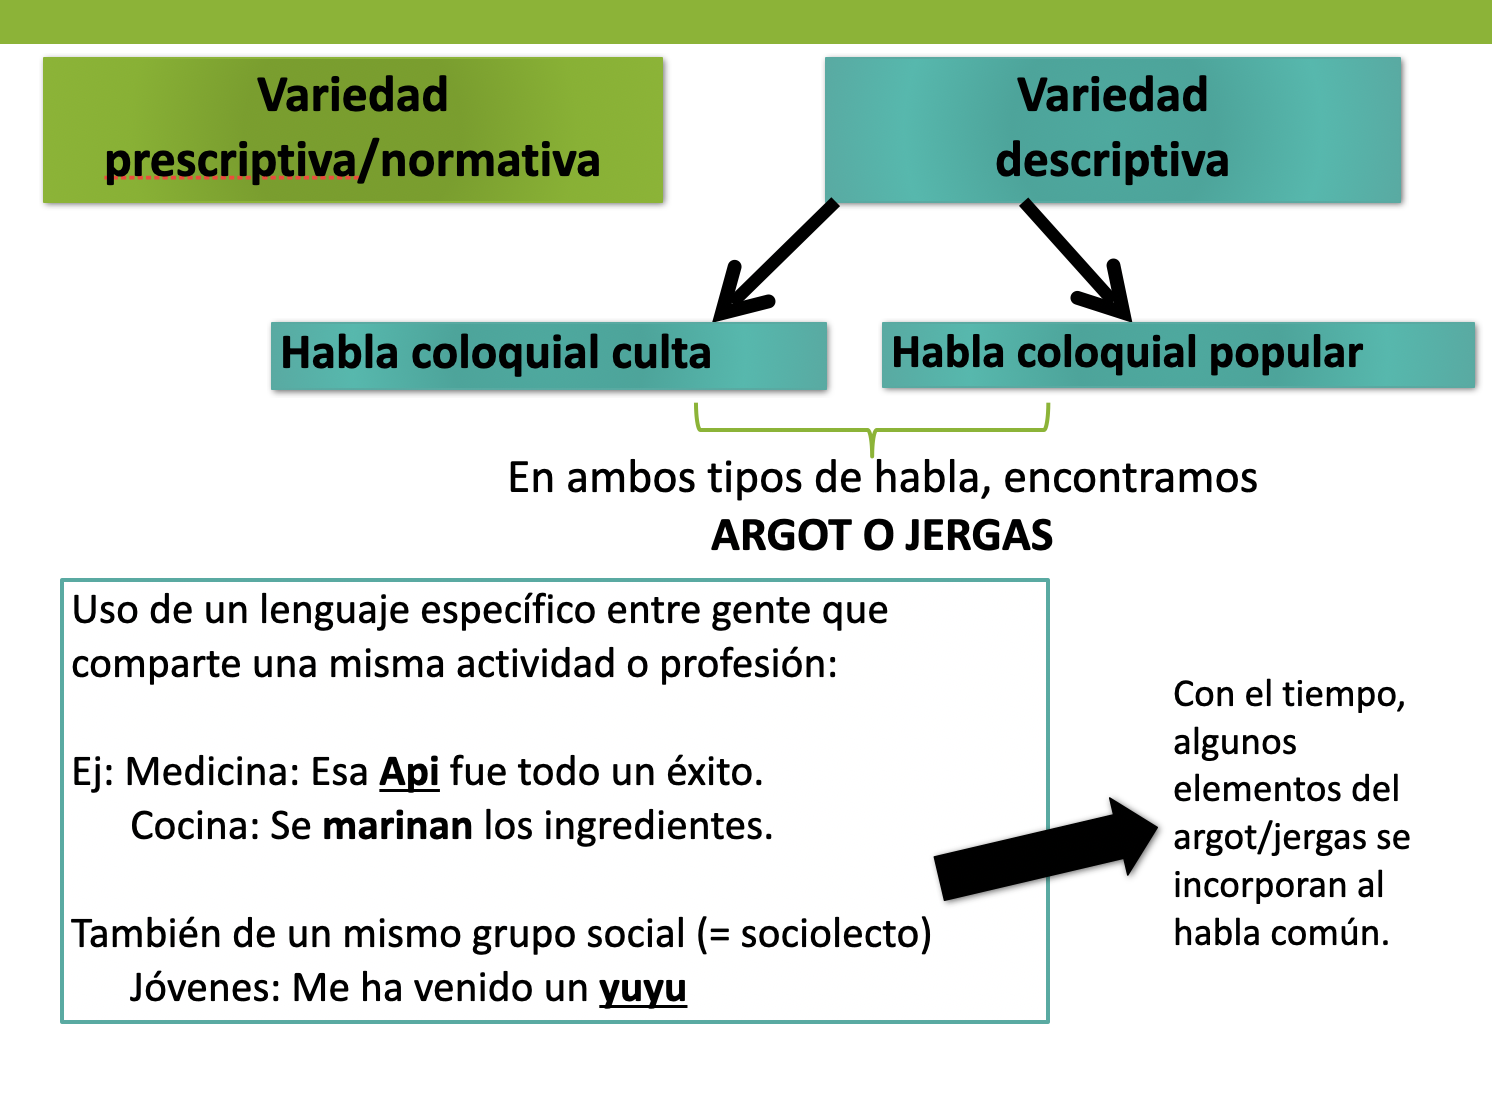 Variedad
prescriptiva/normativa
Variedad
descriptiva
Habla coloquial culta
Habla coloquial popular
En ambos tipos de habla, encontramos
ARGOT O JERGAS
Uso de un lenguaje específico entre gente que
comparte una misma actividad o profesión:
Ej: Medicina: Esa Api fue todo un éxito.
Cocina: Se marinan los ingredientes.
También de un mismo grupo social (= sociolecto)
Jóvenes: Me ha venido un yuyu
Con el tiempo,
algunos
elementos del
argot/jergas se
incorporan al
habla común.